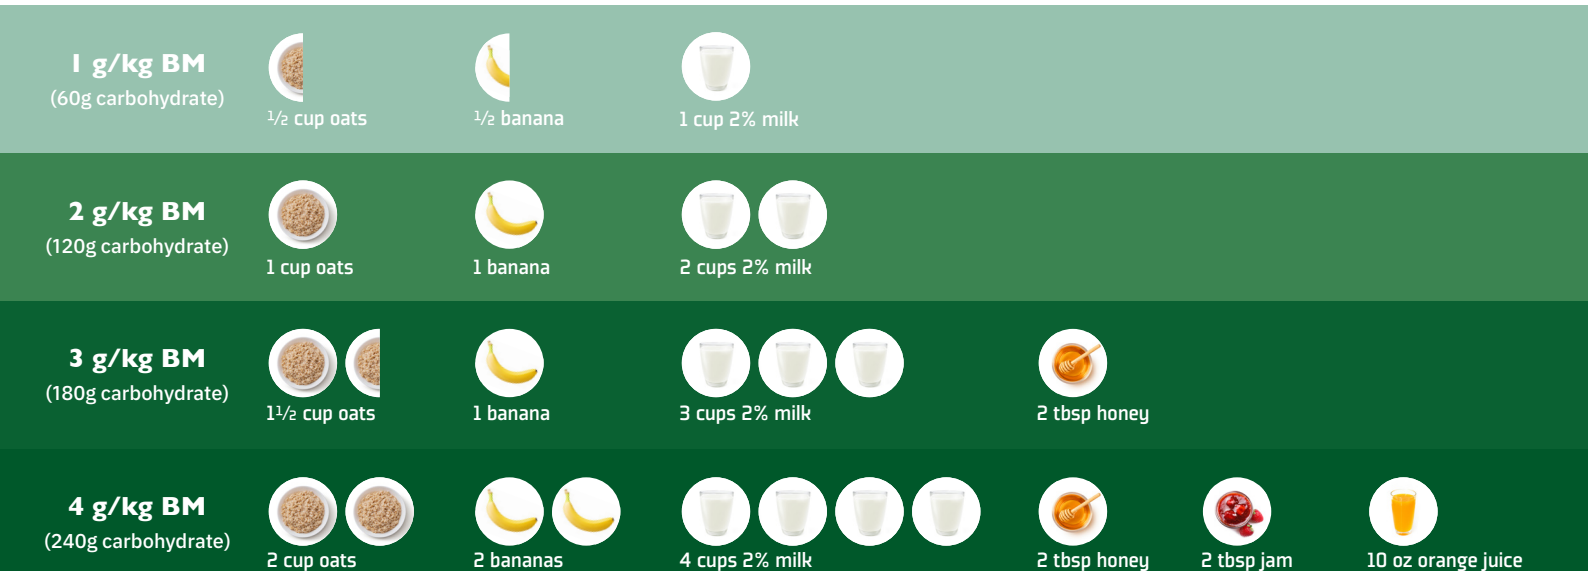 1 g/kg BM
(60g carbohydrate)
½ cup oats
½ banana
1 cup 2% milk
2 g/kg BM
(120g carbohydrate)
1 cup oats
1 banana
2 cups 2% milk
3 g/kg BM
(180g carbohydrate)
1½ cup oats
1 banana
3 cups 2% milk
2 tbsp honey
4 g/kg BM
(240g carbohydrate)
2 cup oats
2 bananas
4 cups 2% milk
2 tbsp honey
2 tbsp jam
10 oz orange juice